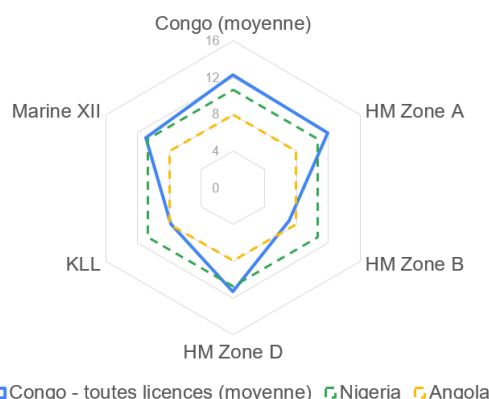 Congo (moyenne)
16
12
8
4
0
Marine XII
HM Zone A
KLL
HM Zone B
HM Zone D
Congo - toutes licences (moyenne) Nigeria Angola